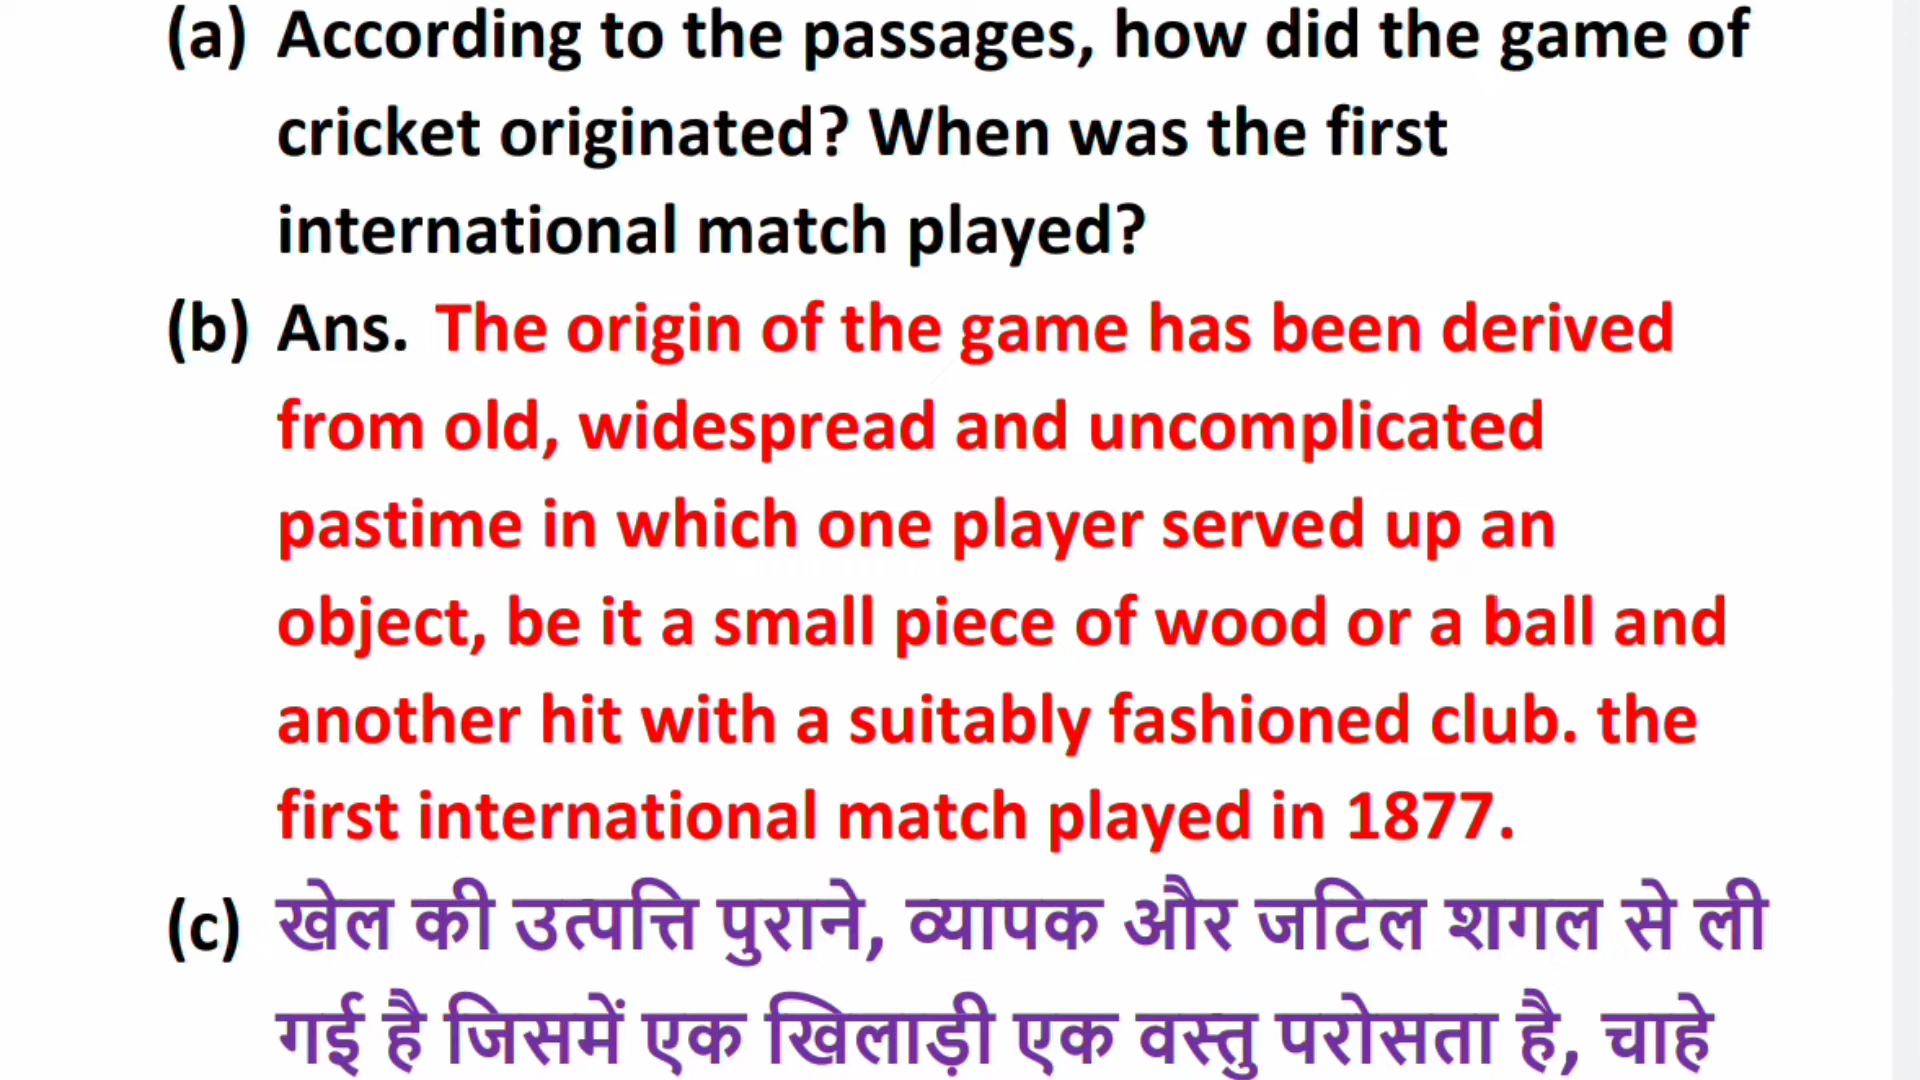 (a) According to the passages, how did the game of
cricket originated? When was the first
international match played?
(b) Ans. The origin of the game has been derived
from old, widespread and uncomplicated
pastime in which one player served up an
object, be it a small piece of wood or a ball and
another hit with a suitably fashioned club. the
first international match played in 1877.
(c) खेल की उत्पत्ति पुराने, व्यापक और जटिल शगल से ली
गई है जिसमें एक खिलाड़ी एक वस्तु परोसता है, चाहे